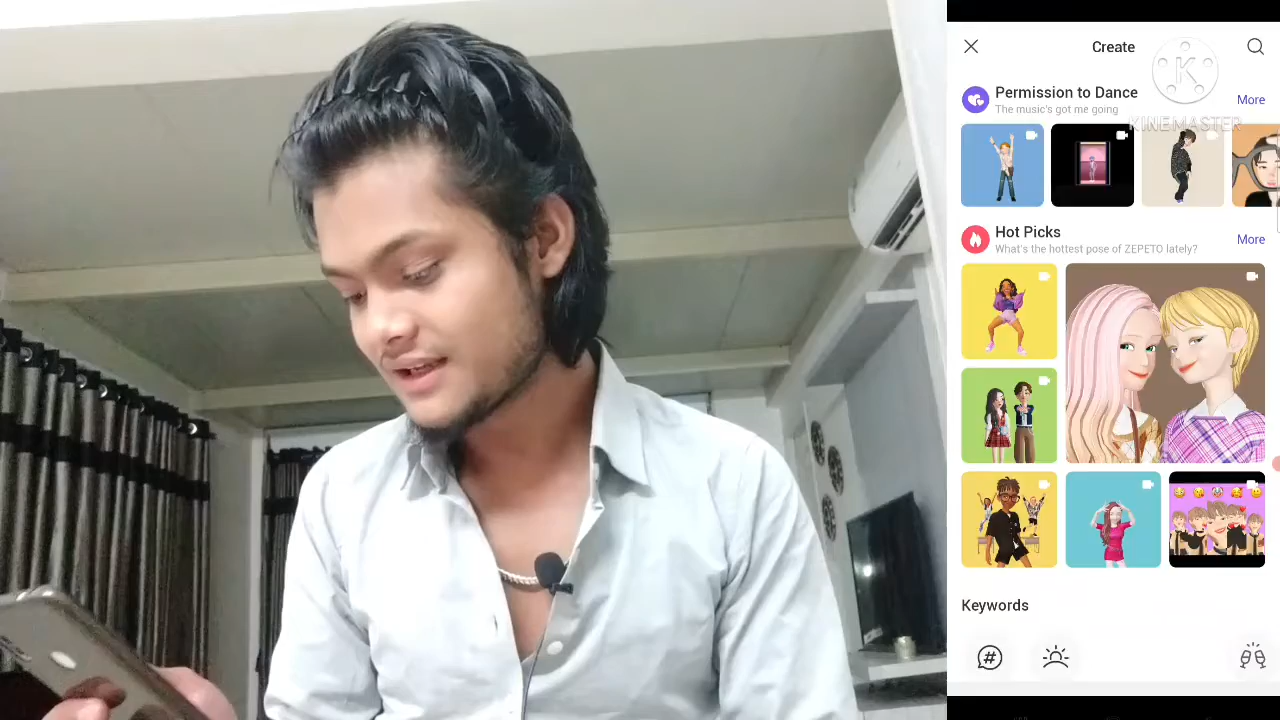 Create
Permission to Dance
The music's got me going
More
K
KINEMASTER
Hot Picks
What's the hottest pose of ZEPETO lately?
More
Keywords
#